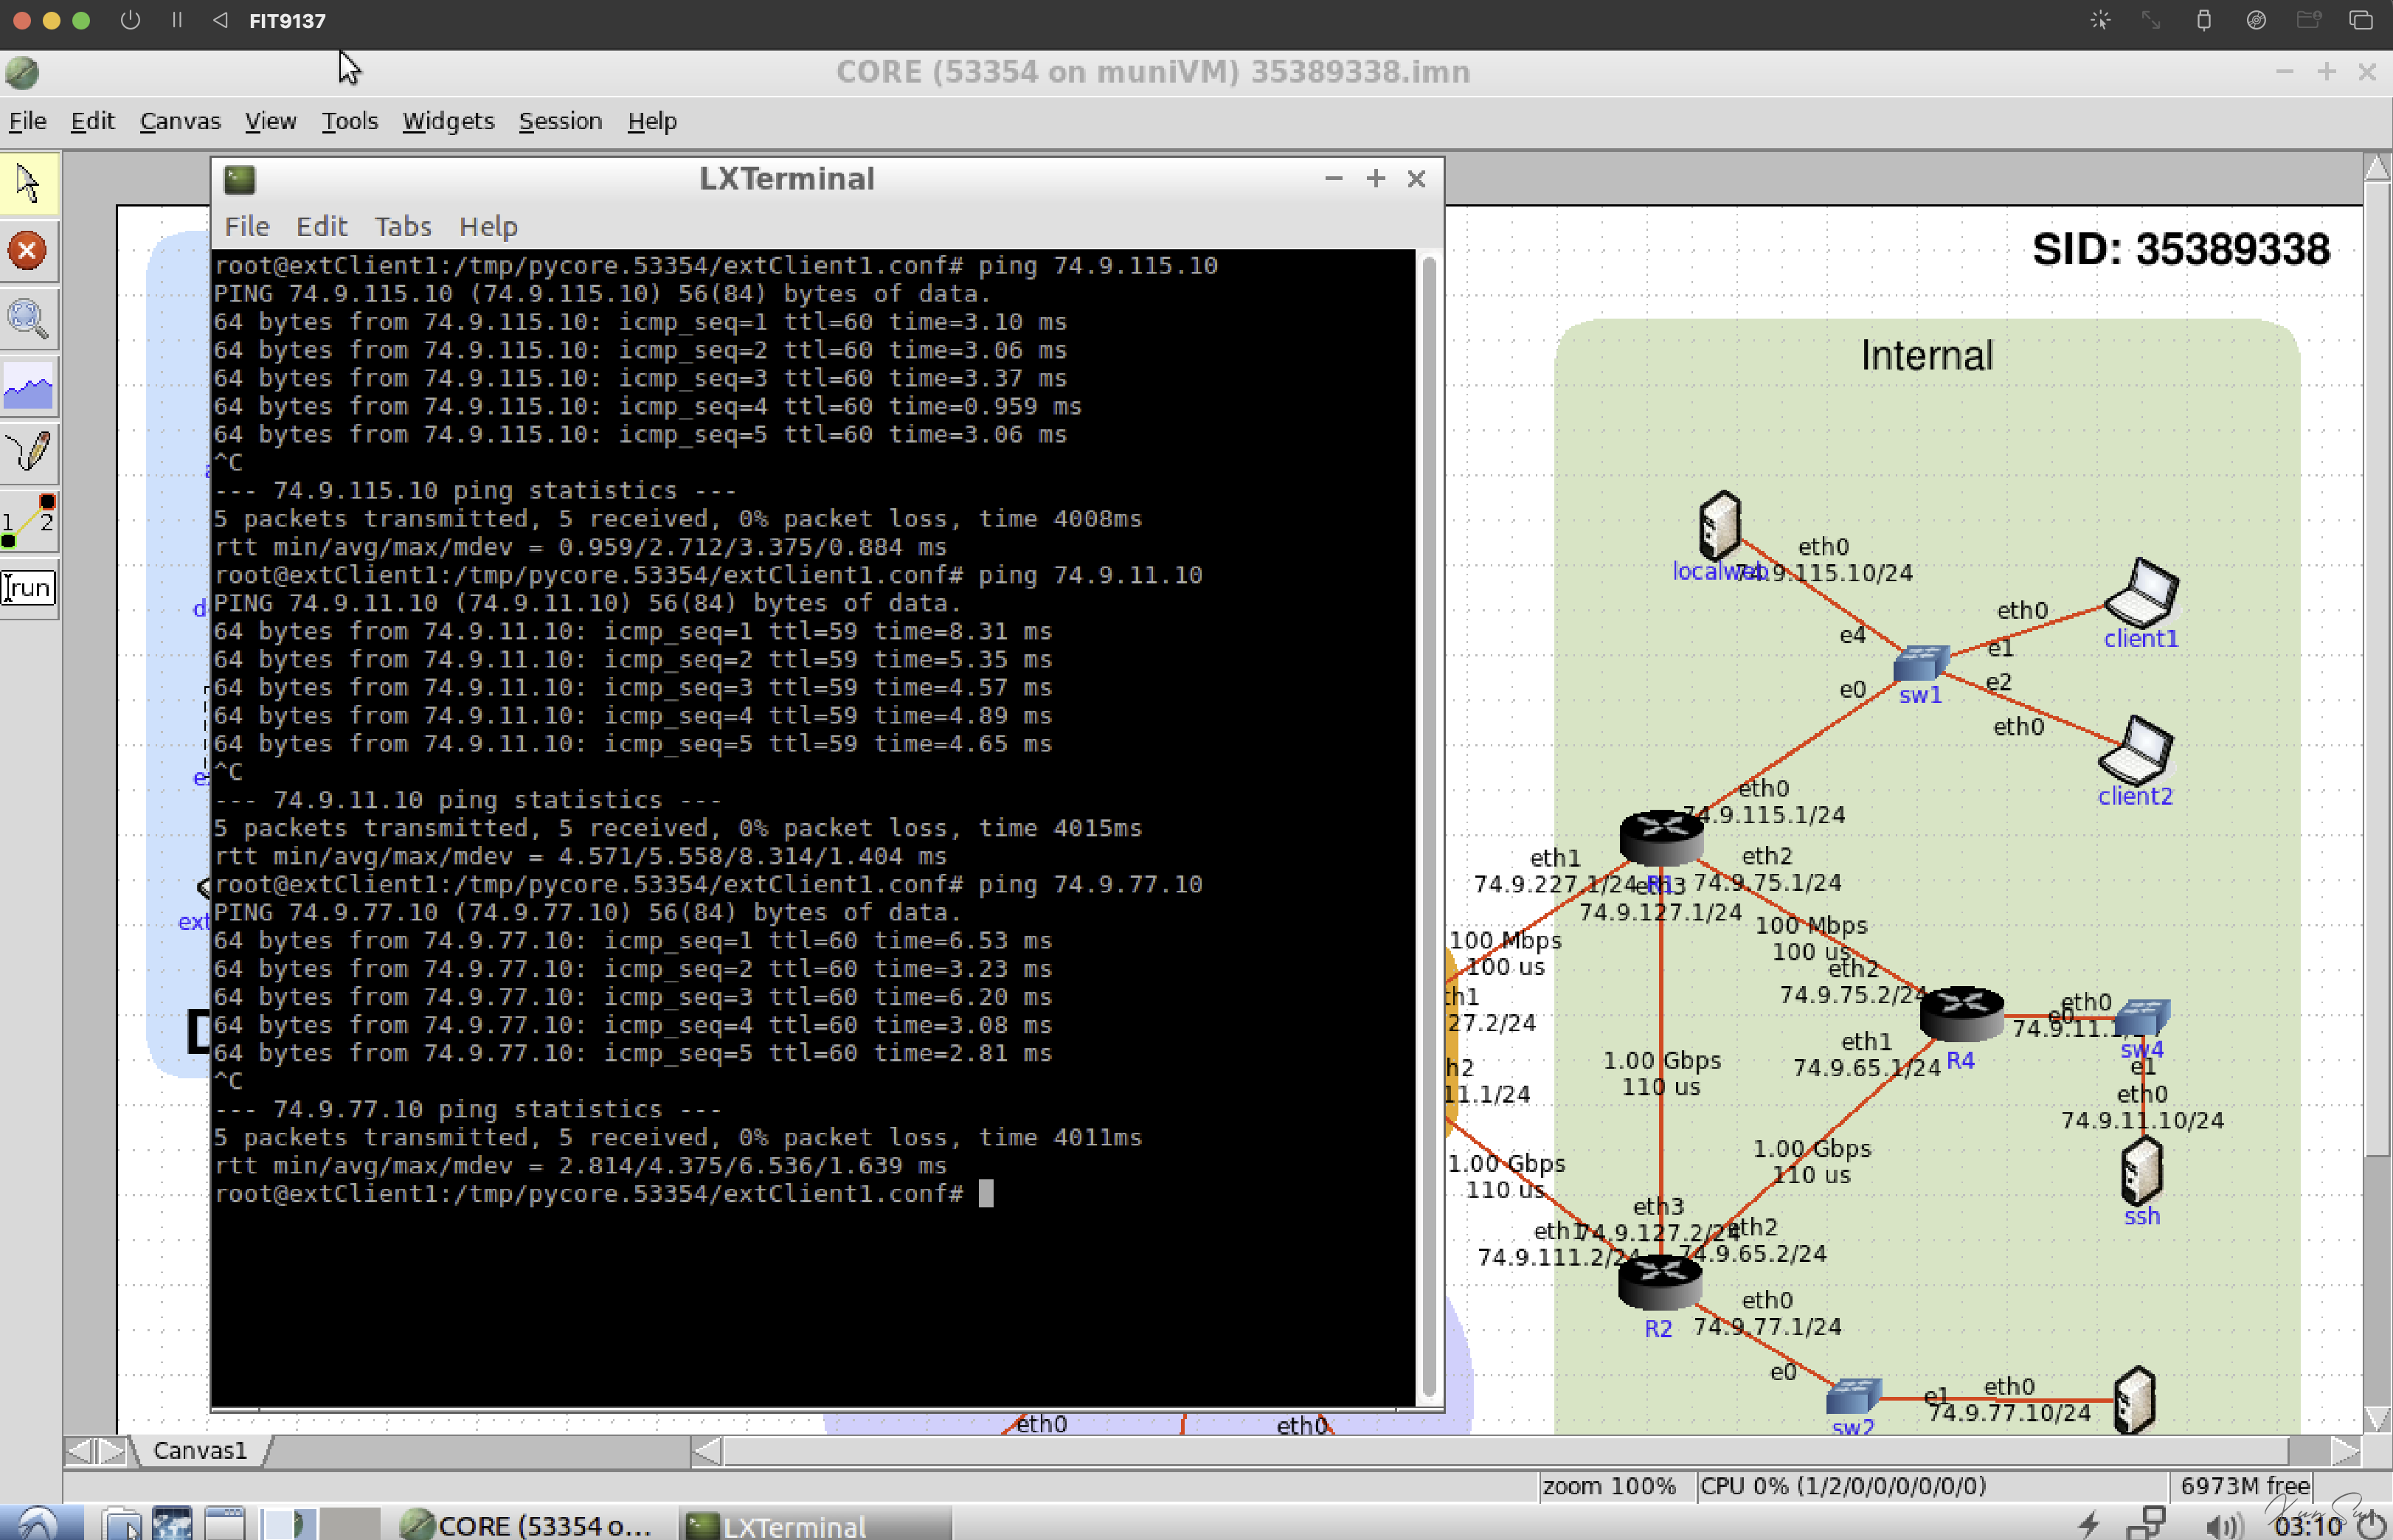 FIT9137
CORE (53354 on muniVM) 35389338.imn
File Edit Canvas View Tools Widgets Session Help
LXTerminal
File Edit Tabs Help
root@extClient1:/tmp/pycore.53354/extClient1.conf# ping 74.9.115.10
PING 74.9.115.10 (74.9.115.10) 56(84) bytes of data.
64 bytes from 74.9.115.10: icmp_seq=1 ttl=60 time=3.10 ms
64 bytes from 74.9.115.10: icmp_seq=2 ttl=60 time=3.06 ms
64 bytes from 74.9.115.10: icmp_seq=3 ttl=60 time=3.37 ms
64 bytes from 74.9.115.10: icmp_seq=4 ttl=60 time=0.959 ms
64 bytes from 74.9.115.10: icmp_seq=5 ttl=60 time=3.06 ms
^C
--- 74.9.115.10 ping statistics ---
5 packets transmitted, 5 received, 0% packet loss, time 4008ms
rtt min/avg/max/mdev = 0.959/2.712/3.375/0.884 ms
root@extClient1:/tmp/pycore.53354/extClient1.conf# ping 74.9.11.10
PING 74.9.11.10 (74.9.11.10) 56(84) bytes of data.
64 bytes from 74.9.11.10: icmp_seq=1 ttl=59 time=8.31 ms
64 bytes from 74.9.11.10: icmp_seq=2 ttl=59 time=5.35 ms
64 bytes from 74.9.11.10: icmp_seq=3 ttl=59 time=4.57 ms
64 bytes from 74.9.11.10: icmp_seq=4 ttl=59 time=4.89 ms
64 bytes from 74.9.11.10: icmp_seq=5 ttl=59 time=4.65 ms
^C
--- 74.9.11.10 ping statistics ---
5 packets transmitted, 5 received, 0% packet loss, time 4015ms
rtt min/avg/max/mdev = 4.571/5.558/8.314/1.404 ms
root@extClient1:/tmp/pycore.53354/extClient1.conf# ping 74.9.77.10
PING 74.9.77.10 (74.9.77.10) 56(84) bytes of data.
64 bytes from 74.9.77.10: icmp_seq=1 ttl=60 time=6.53 ms
64 bytes from 74.9.77.10: icmp_seq=2 ttl=60 time=3.23 ms
64 bytes from 74.9.77.10: icmp_seq=3 ttl=60 time=6.20 ms
64 bytes from 74.9.77.10: icmp_seq=4 ttl=60 time=3.08 ms
64 bytes from 74.9.77.10: icmp_seq=5 ttl=60 time=2.81 ms
^C
--- 74.9.77.10 ping statistics ---
5 packets transmitted, 5 received, 0% packet loss, time 4011ms
rtt min/avg/max/mdev = 2.814/4.375/6.536/1.639 ms
root@extClient1:/tmp/pycore.53354/extClient1.conf#
1 2
run
SID: 35389338
Internal
eth0
localweb 74.9.115.10/24
eth0
client1
e4
e1
e0
e2
sw1
eth0
client2
eth0
74.9.115.1/24
eth1
eth2
74.9.227.1/24
R1
eth3
74.9.75.1/24
74.9.127.1/24
100 Mbps
100 us
100 Mbps
100 us
eth2
74.9.75.2/24
th1
27.2/24
eth0
e0
74.9.11.1
sw4
eth1
74.9.65.1/24
R4
1.00 Gbps
110 us
h2
11.1/24
e1
eth0
74.9.11.10/24
1.00 Gbps
110 us
1.00 Gbps
110 us
ssh
eth3
eth1
74.9.127.2/24
eth2
74.9.111.2/24
74.9.65.2/24
R2
eth0
74.9.77.1/24
e0
e1
eth0
74.9.77.10/24
sw2
eth0
eth0
ext
D
Canvas1
zoom 100% CPU 0% (1/2/0/0/0/0/0/0) 6973M free
CORE (53354 o... LXTerminal 03:10